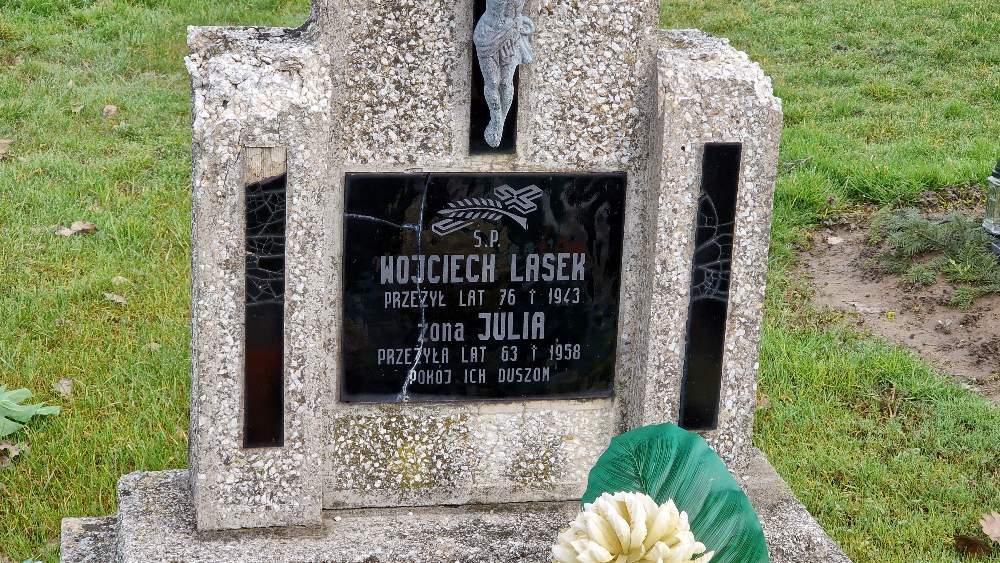 Ś.P.
WOJCIECH LASEK
PRZEŻYŁ LAT 76 † 1943
żona JULIA
PRZEŻYŁA LAT 63 † 1958
POKÓJ ICH DUSZOM